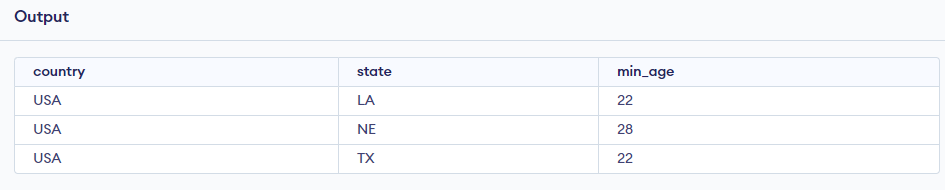 Output
country state min_age
USA LA 22
USA NE 28
USA TX 22